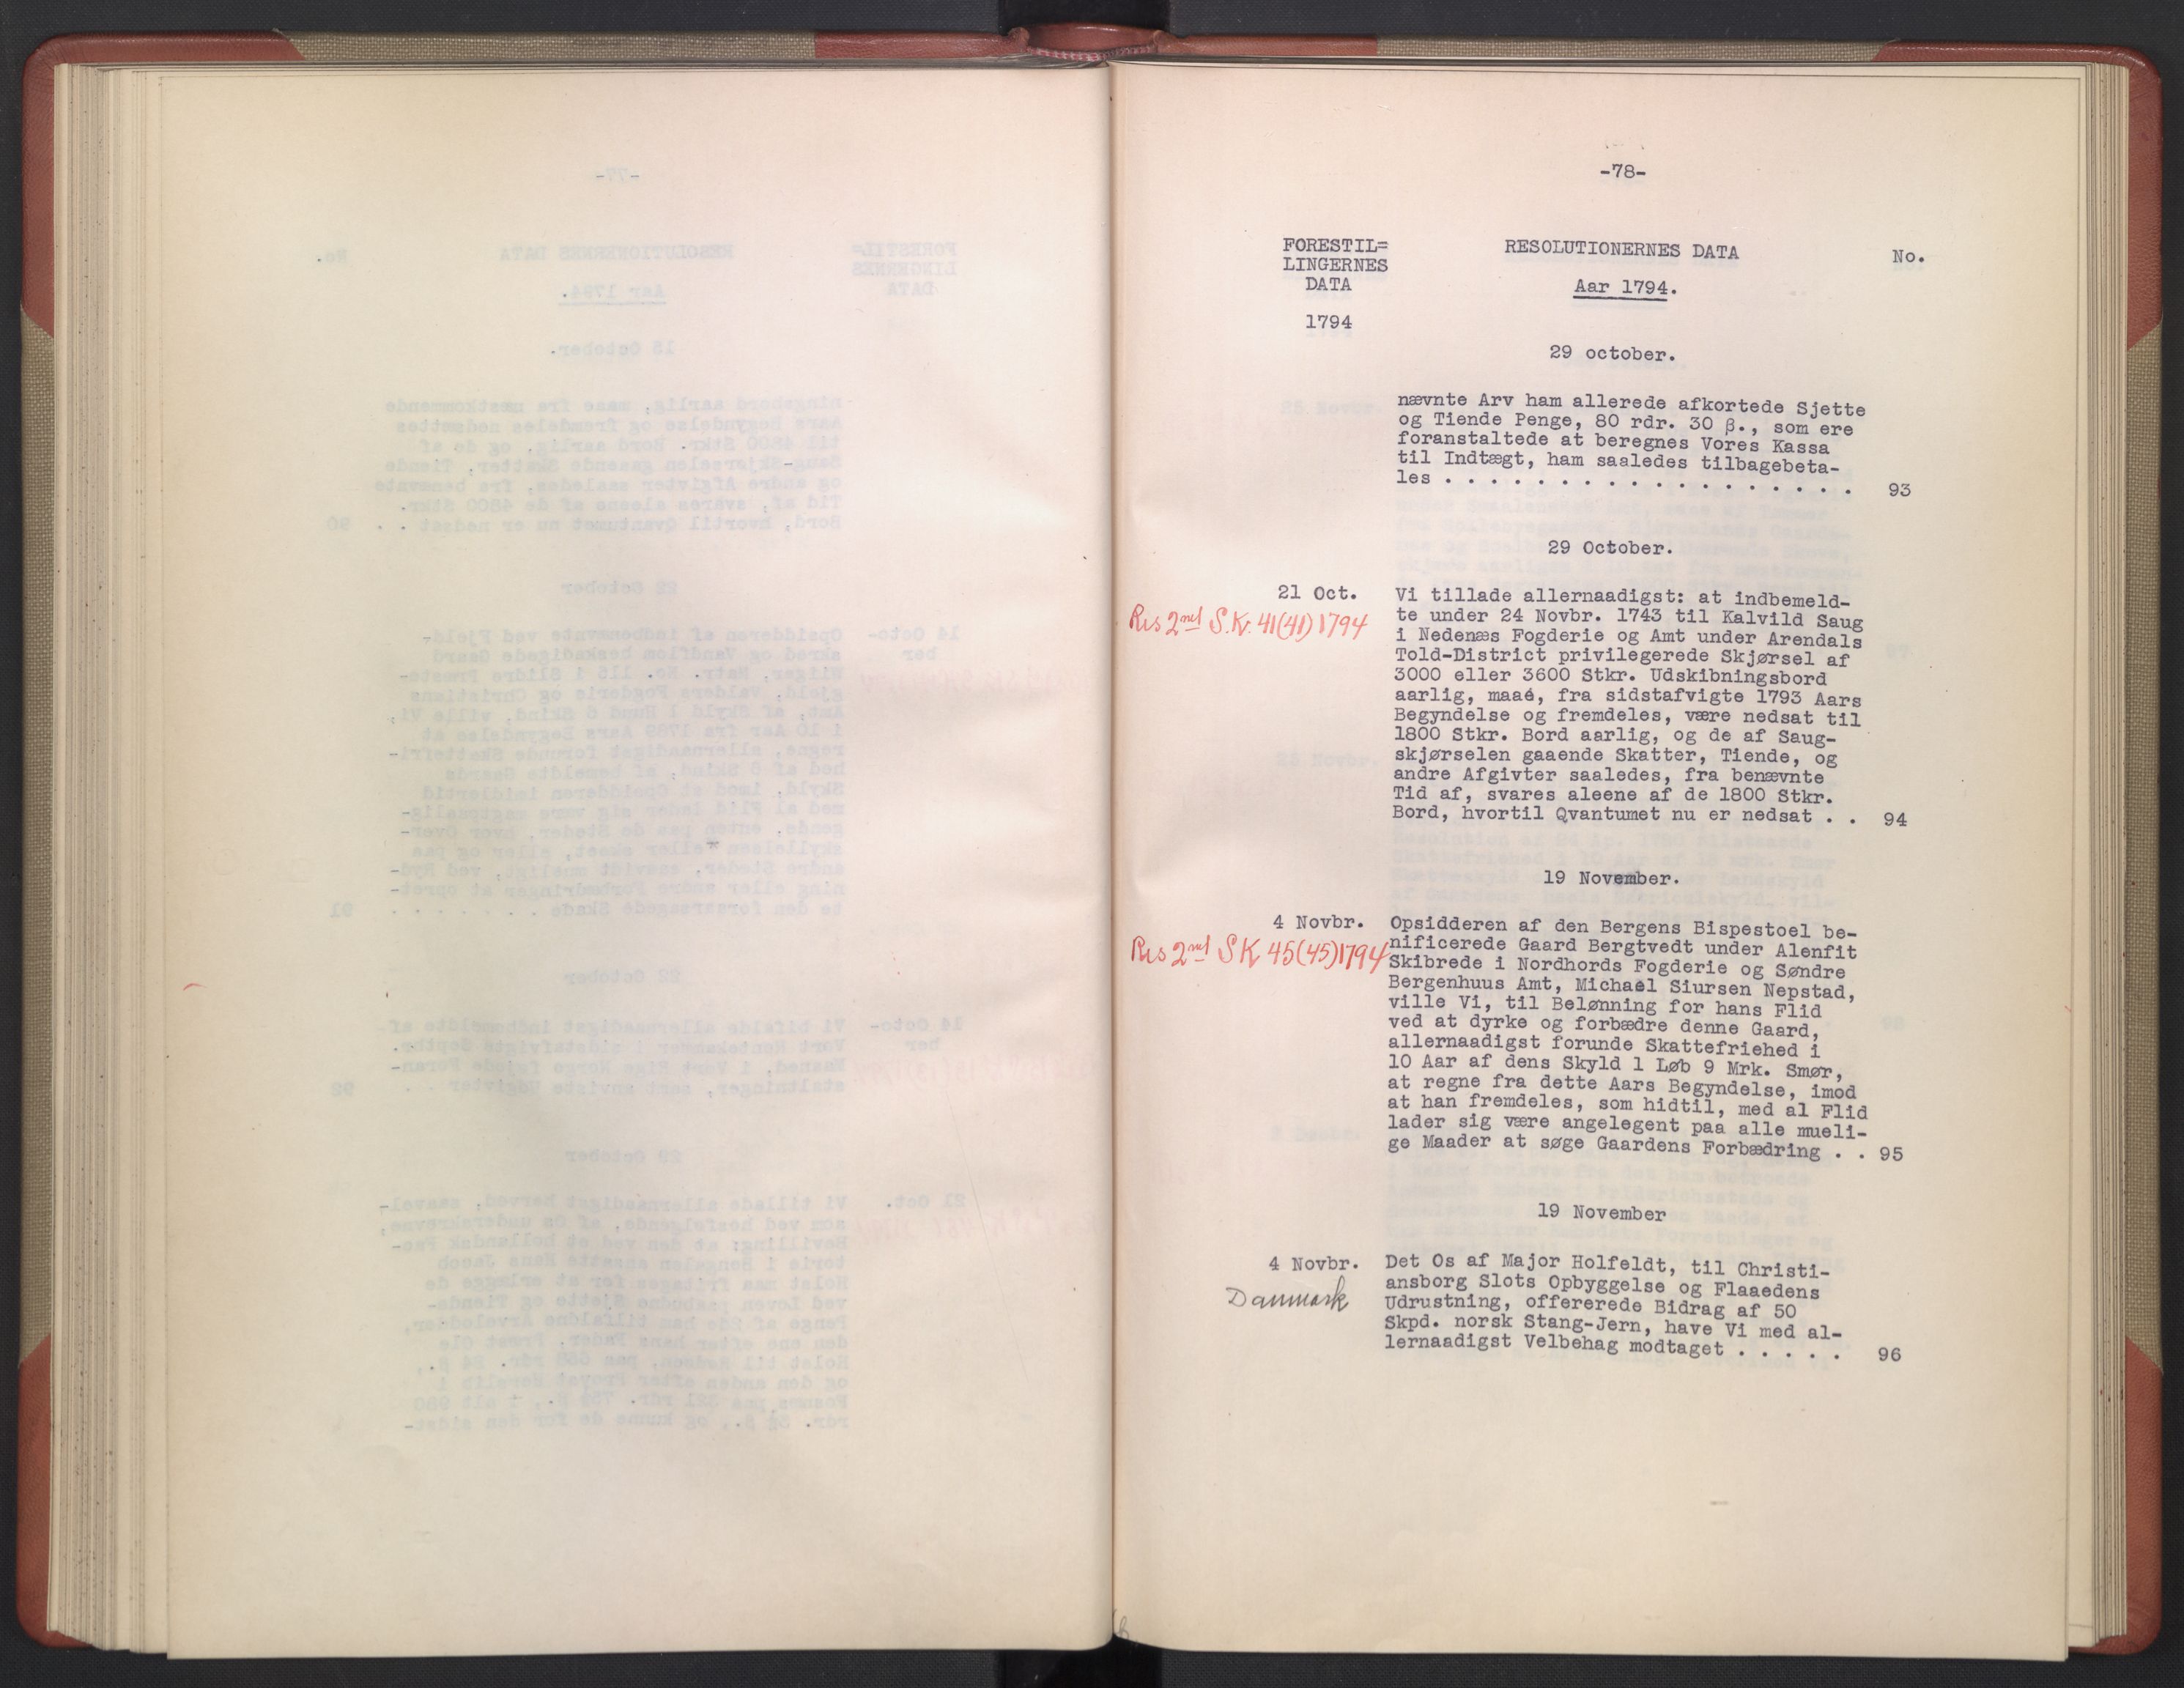 -78-
FORESTIL=
LINGERNES
DATA
RESOLUTIONERNES DATA
No.
Aar 1794.
1794
29 october.
nævnte Arv ham allerede afkortede Sjette
og Tiende Penge, 80 rdr. 30 β., som ere
foranstaltede at beregnes Vores Kassa
til Indtægt, ham saaledes tilbagebeta-
les . . . . . . . . . . . . . . . . . . 93
29 October.
21 Oct.
Res 2net S.Kr. 41(41) 1794
Vi tillade allernaadigst: at indbemeld-
te under 24 Novbr. 1743 til Kalvild Saug
i Nedenæs Fogderie og Amt under Arendals
Told-District privilegerede Skjørsel af
3000 eller 3600 Stkr. Udskibningsbord
aarlig, maaé, fra sidstafvigte 1793 Aars
Begyndelse og fremdeles, være nedsat til
1800 Stkr. Bord aarlig, og de af Saug-
skjørselen gaaende Skatter, Tiende, og
andre Afgivter saaledes, fra benævnte
Tid af, svares aleene af de 1800 Stkr.
Bord, hvortil Qvantumet nu er nedsat . . 94
19 November.
4 Novbr.
Res 2net SK 45(45)1794
Opsidderen af den Bergens Bispestoel be-
nificerede Gaard Bergtvedt under Alenfit
Skibrede i Nordhords Fogderie og Søndre
Bergenhuus Amt, Michael Siursen Nepstad,
ville Vi, til Belønning for hans Flid
ved at dyrke og forbædre denne Gaard,
allernaadigst forunde Skattefriehed i
10 Aar af dens Skyld 1 Løb 9 Mrk. Smør,
at regne fra dette Aars Begyndelse, imod
at han fremdeles, som hidtil, med al Flid
lader sig være angelegent paa alle mueli-
ge Maader at søge Gaardens Forbædring . . 95
19 November
4 Novbr.
Danmark
Det Os af Major Holfeldt, til Christi-
ansborg Slots Opbyggelse og Flaaedens
Udrustning, offererede Bidrag af 50
Skpd. norsk Stang-Jern, have Vi med al-
lernaadigst Velbehag modtaget . . . . . 96